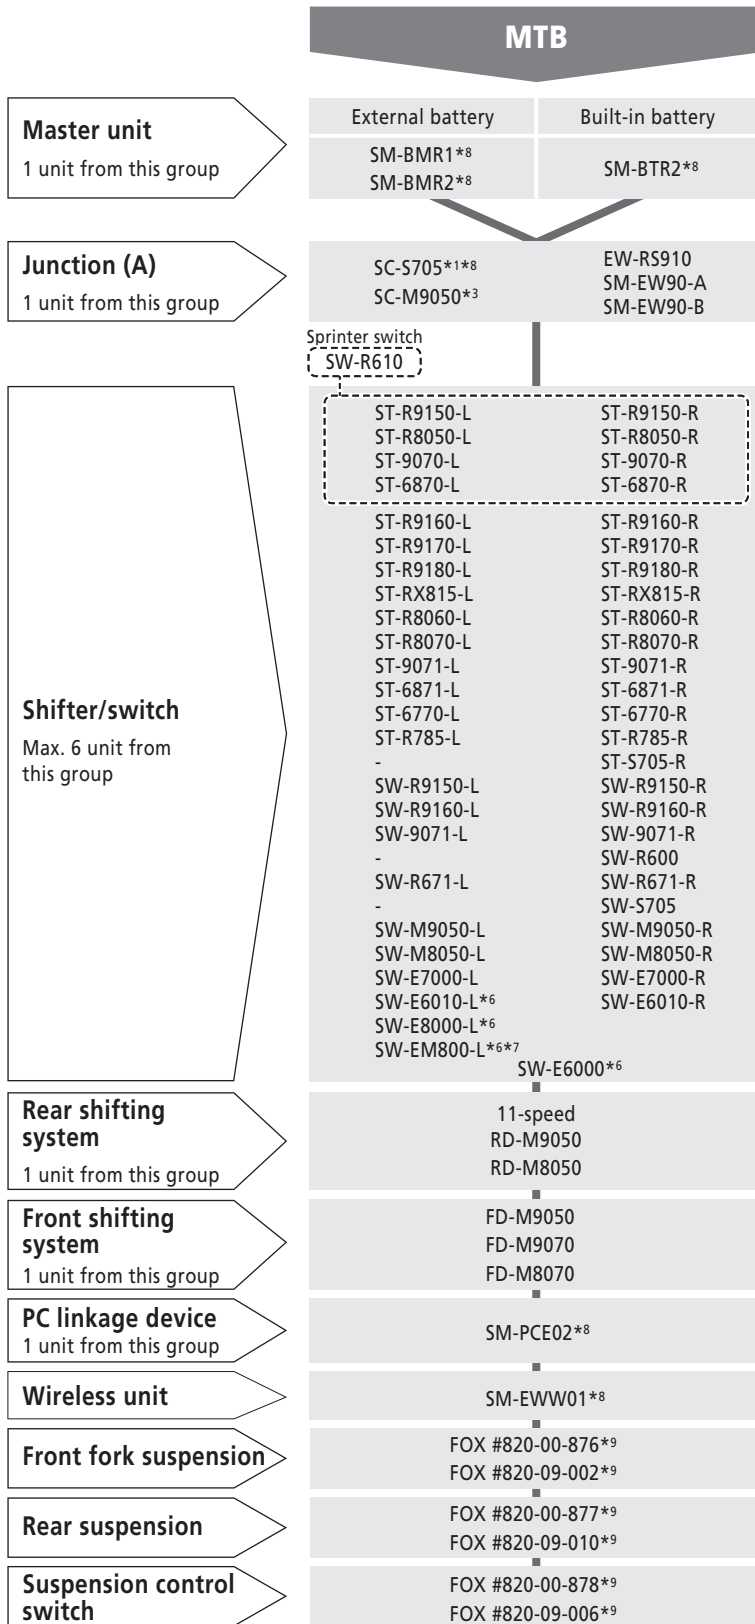 MTB
Master unit
1 unit from this group
External battery Built-in battery
SM-BMR1*8
SM-BMR2*8
SM-BTR2*8
Junction (A)
1 unit from this group
SC-S705*1*8
SC-M9050*3
EW-RS910
SM-EW90-A
SM-EW90-B
Sprinter switch
SW-R610
Shifter/switch
Max. 6 unit from
this group
ST-R9150-L ST-R9150-R
ST-R8050-L ST-R8050-R
ST-9070-L ST-9070-R
ST-6870-L ST-6870-R
ST-R9160-L ST-R9160-R
ST-R9170-L ST-R9170-R
ST-R9180-L ST-R9180-R
ST-RX815-L ST-RX815-R
ST-R8060-L ST-R8060-R
ST-R8070-L ST-R8070-R
ST-9071-L ST-9071-R
ST-6871-L ST-6871-R
ST-6770-L ST-6770-R
ST-R785-L ST-R785-R
- ST-S705-R
SW-R9150-L SW-R9150-R
SW-R9160-L SW-R9160-R
SW-9071-L SW-9071-R
- SW-R600
SW-R671-L SW-R671-R
- SW-S705
SW-M9050-L SW-M9050-R
SW-M8050-L SW-M8050-R
SW-E7000-L SW-E7000-R
SW-E6010-L*6 SW-E6010-R
SW-E8000-L*6
SW-EM800-L*6*7
SW-E6000*6
Rear shifting
system
1 unit from this group
11-speed
RD-M9050
RD-M8050
Front shifting
system
1 unit from this group
FD-M9050
FD-M9070
FD-M8070
PC linkage device
1 unit from this group
SM-PCE02*8
Wireless unit
SM-EWW01*8
Front fork suspension
FOX #820-00-876*9
FOX #820-09-002*9
Rear suspension
FOX #820-00-877*9
FOX #820-09-010*9
Suspension control
switch
FOX #820-00-878*9
FOX #820-09-006*9